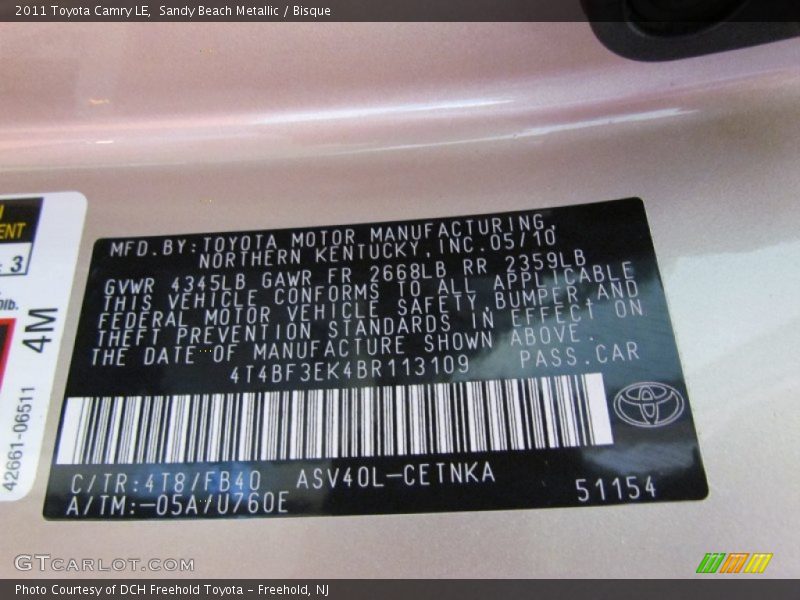 2011 Toyota Camry LE, Sandy Beach Metallic / Bisque
MFD.BY:TOYOTA MOTOR MANUFACTURING,
NORTHERN KENTUCKY,INC.05/10
GVWR 4345LB GAWR FR 2668LB RR 2359LB
THIS VEHICLE CONFORMS TO ALL APPLICABLE
FEDERAL MOTOR VEHICLE SAFETY,BUMPER,AND
THEFT PREVENTION STANDARDS IN EFFECT ON
THE DATE OF MANUFACTURE SHOWN ABOVE.
4T4BF3EK4BR113109 PASS.CAR
C/TR:4T8/FB40 ASV40L-CETNKA
A/TM:-05A/U760E 51154
ENT
: 3
0lb.
4M
42661-06511
GTCARLOT.COM
Photo Courtesy of DCH Freehold Toyota - Freehold, NJ